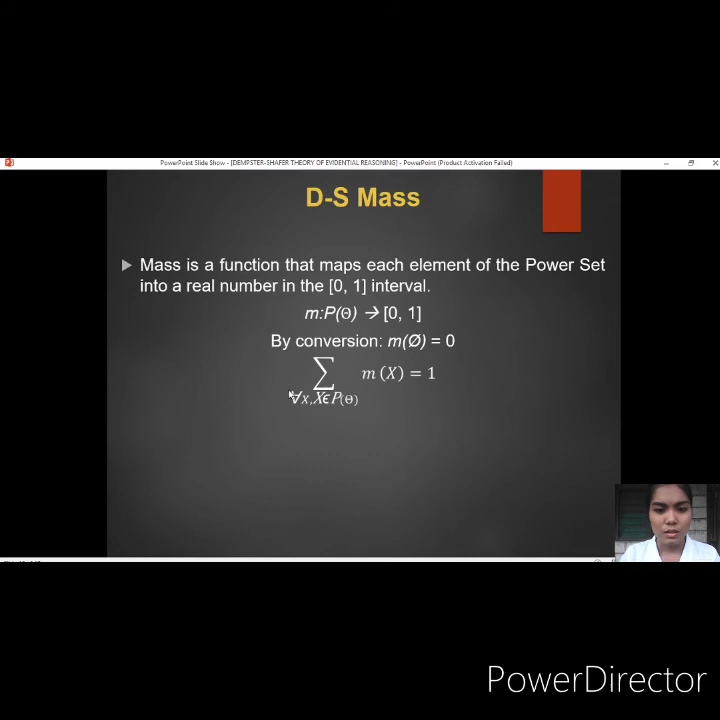 PowerPoint Slide Show - [DEMPSTER-SHAFER THEORY OF EVIDENTIAL REASONING] - PowerPoint (Product Activation Failed)
D-S Mass
Mass is a function that maps each element of the Power Set
into a real number in the [0, 1] interval.
m:P(Θ) → [0, 1]
By conversion: m(Ø) = 0
∑ m (X) = 1
∀X,XϵP(Θ)
PowerDirector